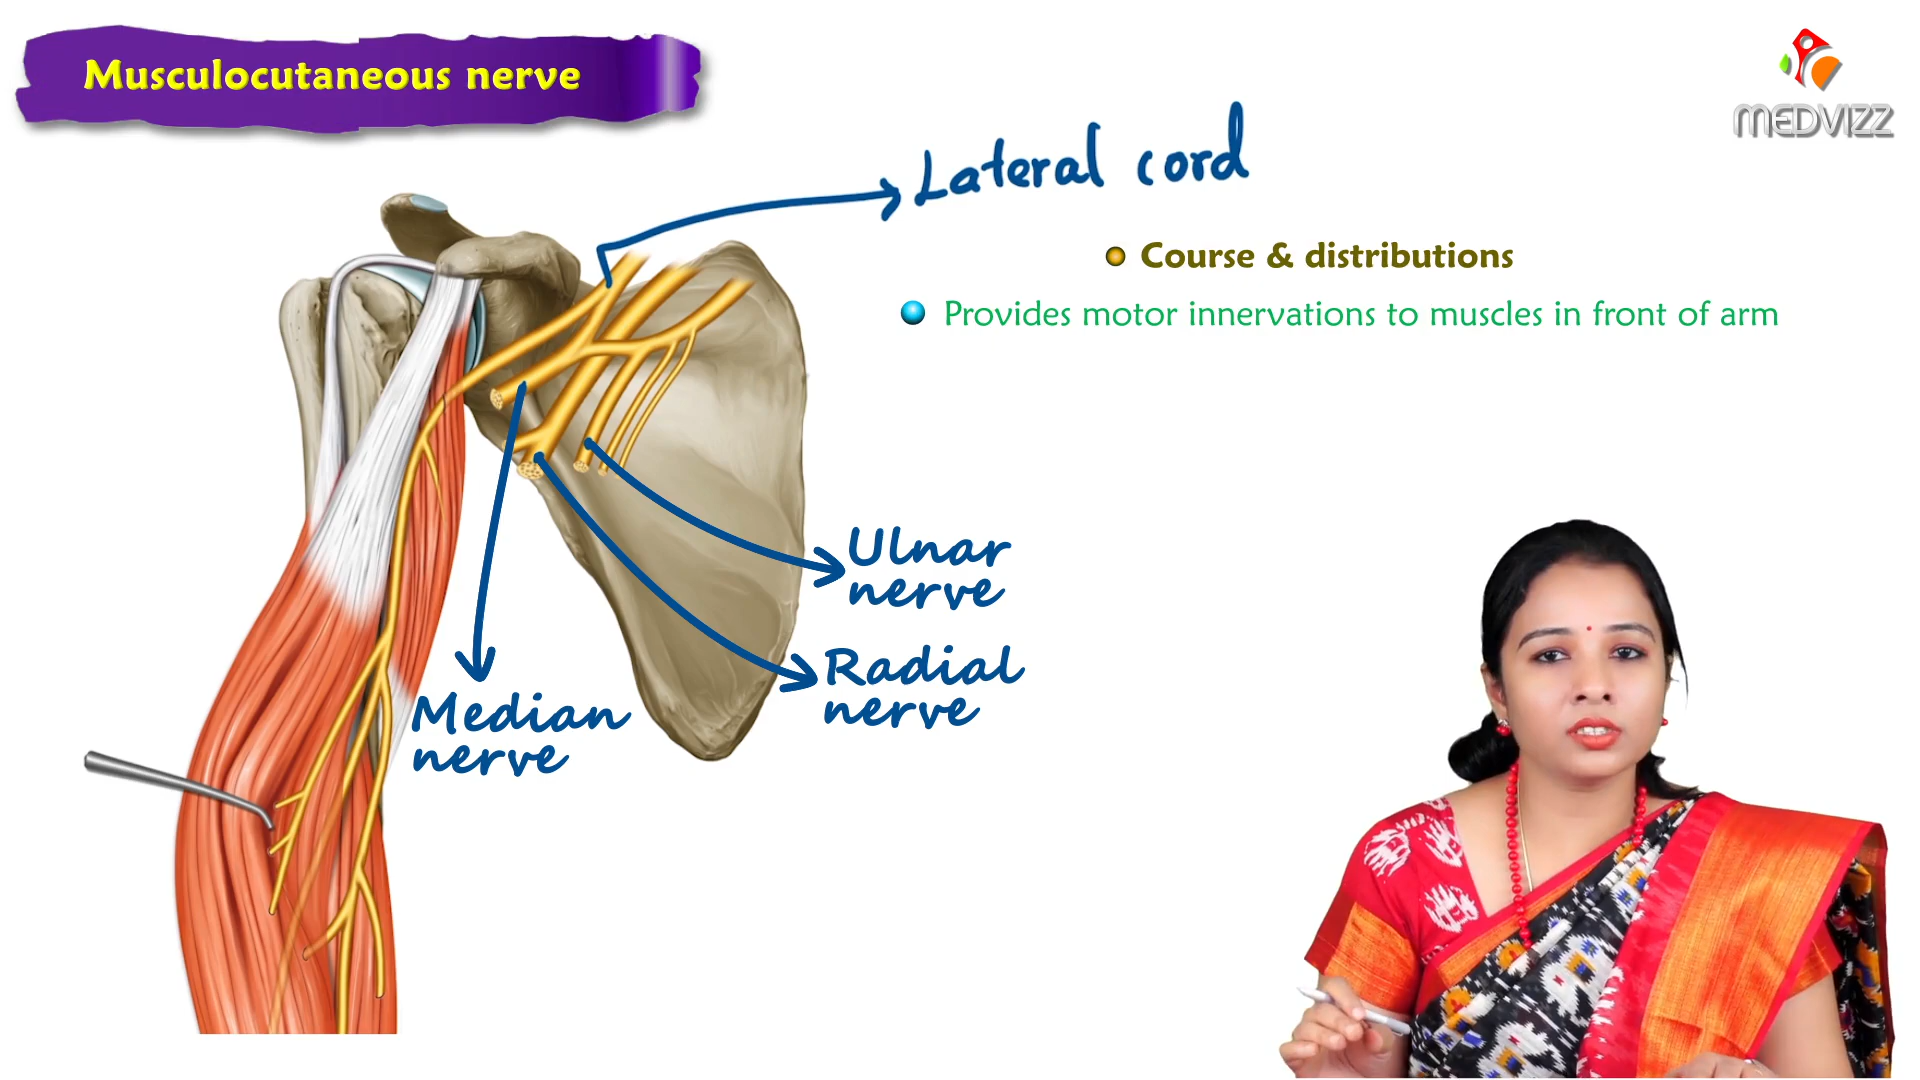 Musculocutaneous nerve
MEDVIZZ
Lateral cord
Course & distributions
Provides motor innervations to muscles in front of arm
Ulnar
nerve
Radial
nerve
Median
nerve